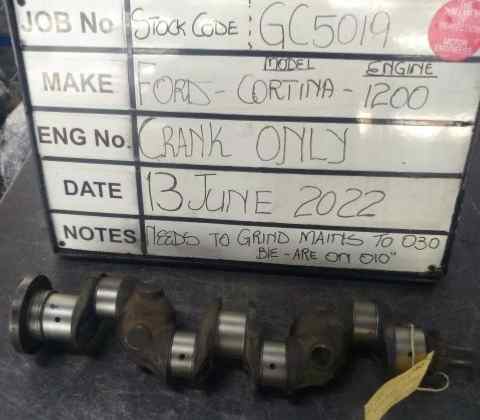 JOB No STOCK CODE: GC5019
MODEL ENGINE
MAKE FORD - CORTINA - 1200
ENG No. CRANK ONLY
DATE 13 JUNE 2022
NOTES NEEDS TO GRIND MAINS TO 030
B/E - ARE ON 010"